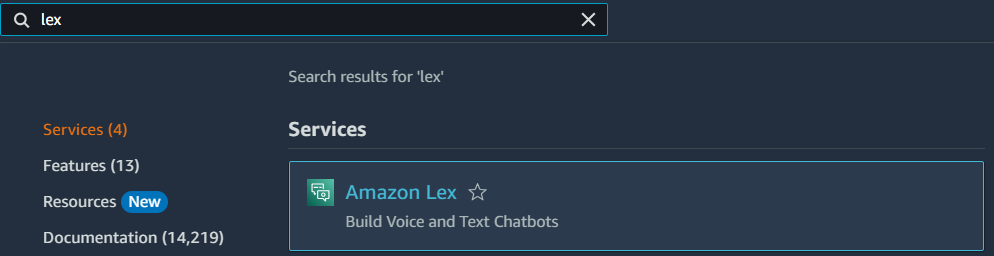 lex
Search results for 'lex'
Services (4)
Features (13)
Resources New
Documentation (14,219)
Services
Amazon Lex
Build Voice and Text Chatbots